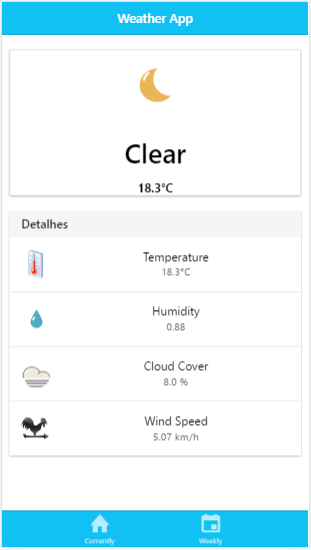 Weather App
Clear
18.3°C
Detalhes
Temperature
18.3°C
Humidity
0.88
Cloud Cover
8.0 %
Wind Speed
5.07 km/h
Currently
Weekly